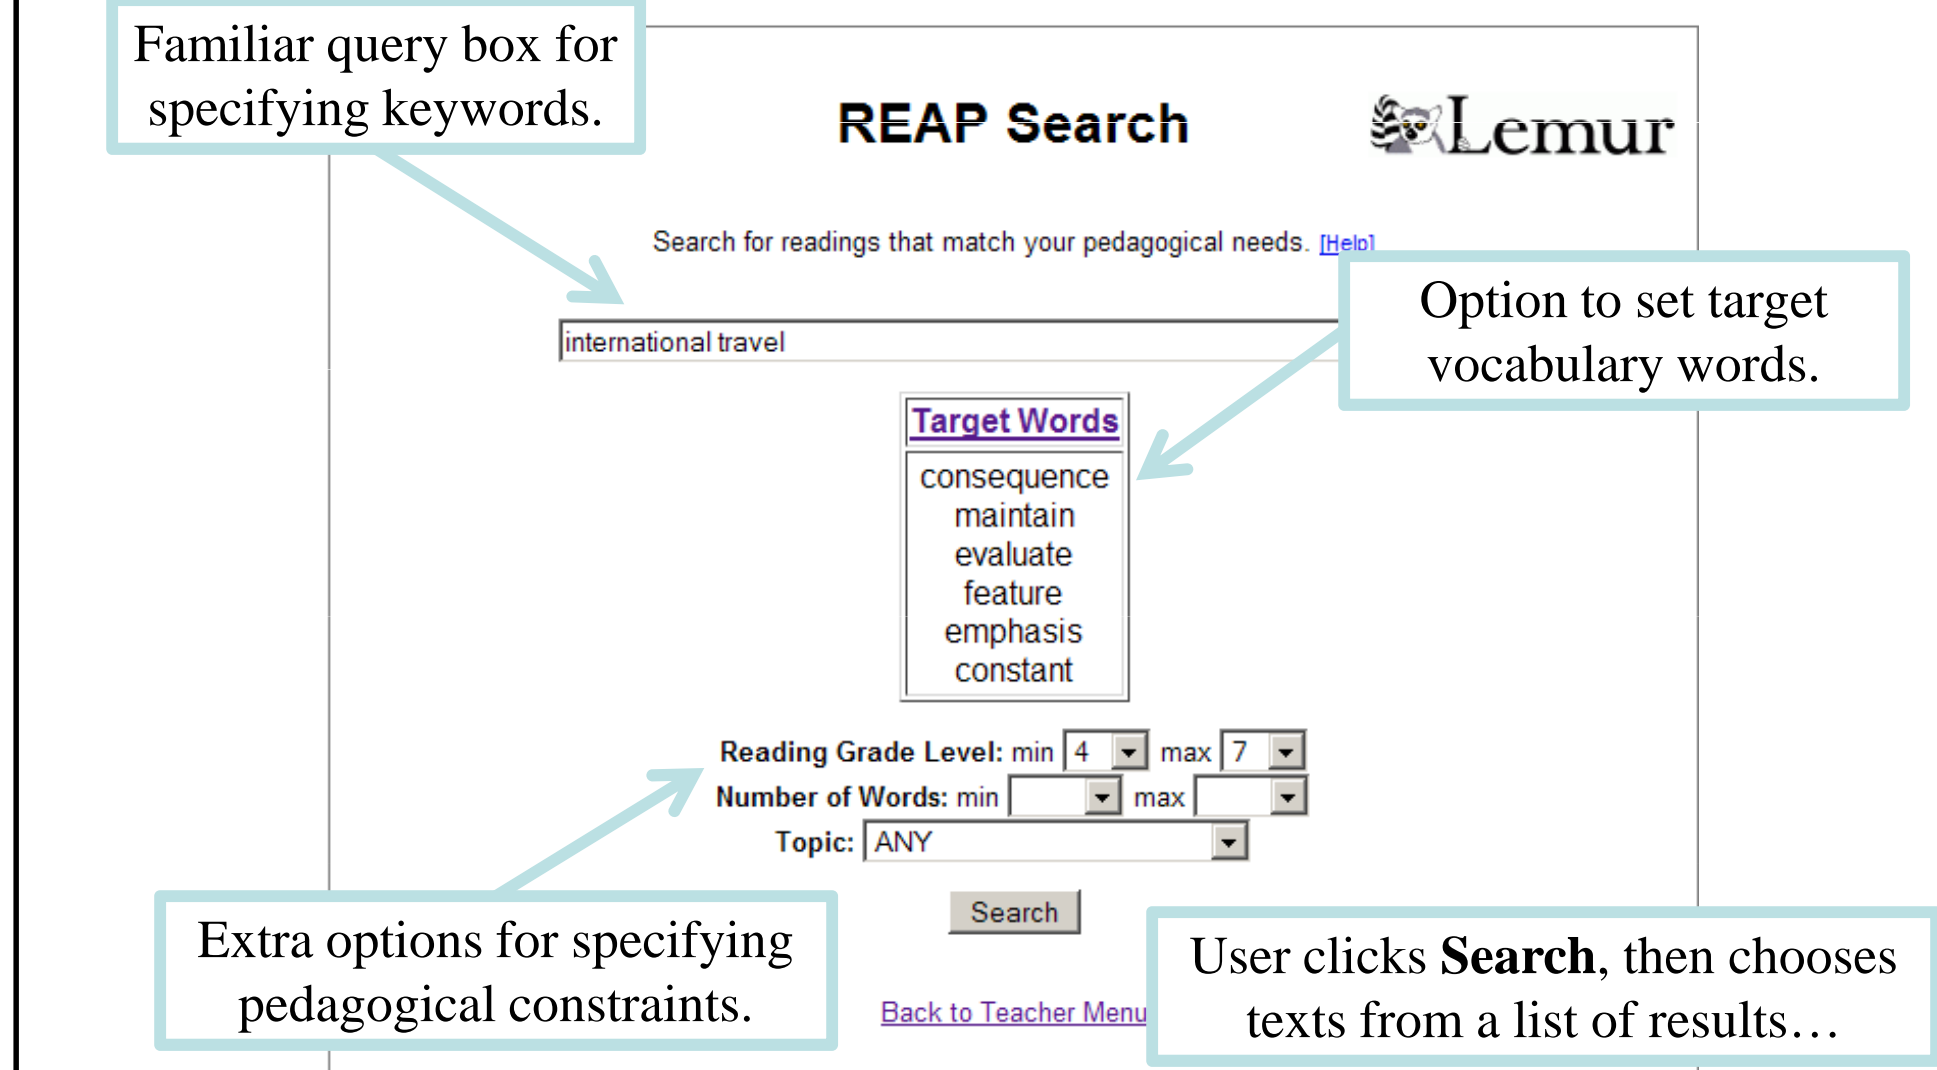 Familiar query box for
specifying keywords.
REAP Search
Lemur
Search for readings that match your pedagogical needs. [Help]
Option to set target
vocabulary words.
international travel
Target Words
consequence
maintain
evaluate
feature
emphasis
constant
Reading Grade Level: min 4 max 7
Number of Words: min max
Topic: ANY
Search
Extra options for specifying
pedagogical constraints.
User clicks Search, then chooses
texts from a list of results…
Back to Teacher Menu